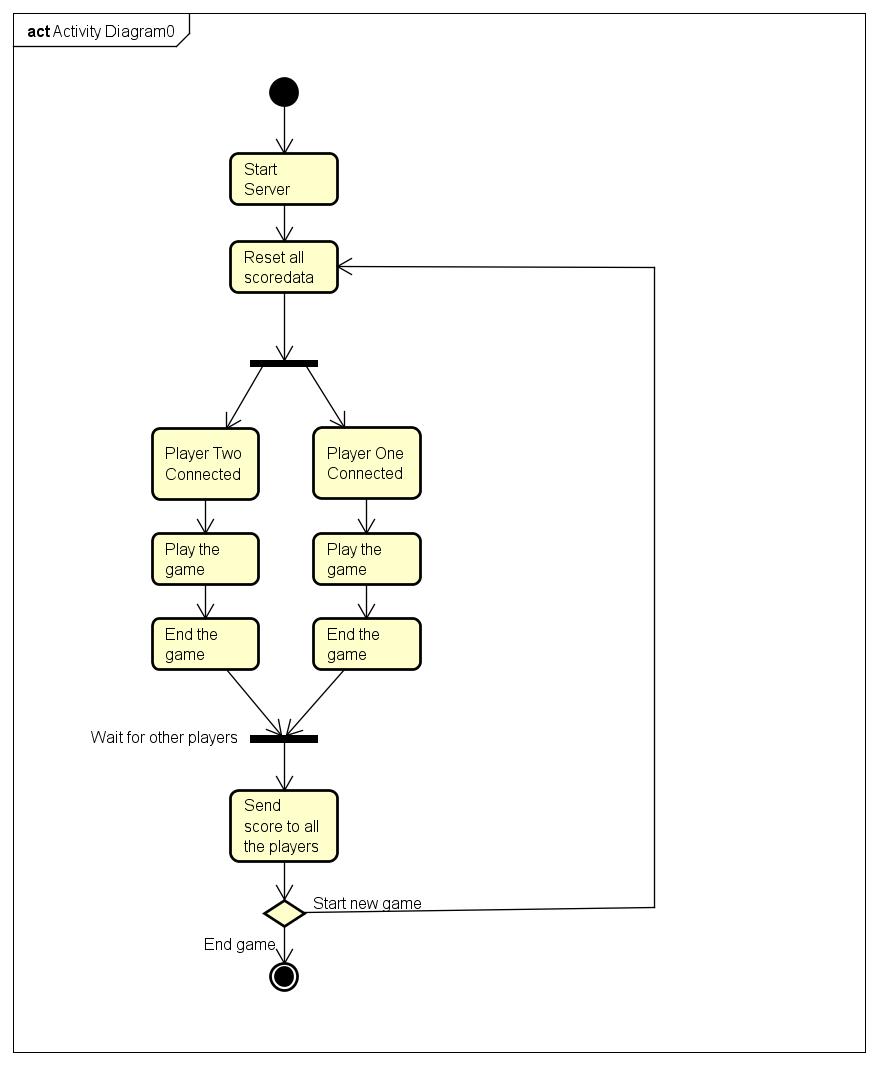 act Activity Diagram0
Start
Server
Reset all
scoredata
Player Two
Connected
Player One
Connected
Play the
game
Play the
game
End the
game
End the
game
Wait for other players
Send
score to all
the players
Start new game
End game